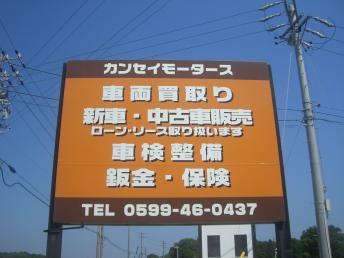 カンセイモータース
車両買取り
新車・中古車販売
ローン・リース取り扱います
車検整備
鈑金・保険
TEL 0599-46-0437